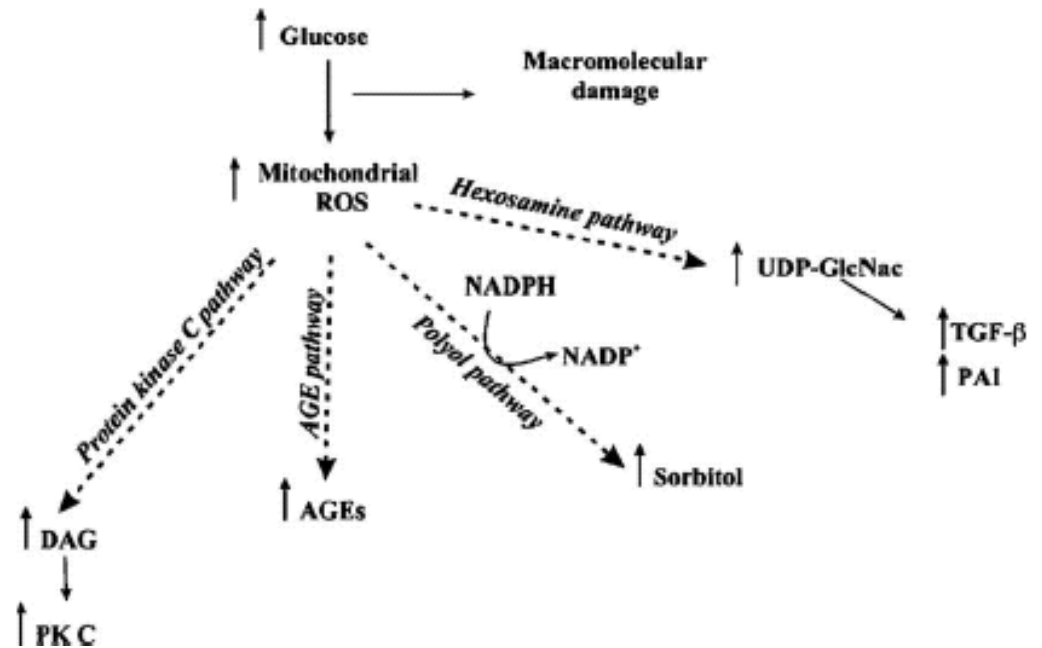 Glucose
Macromolecular
damage
Mitochondrial
ROS
Hexosamine pathway
UDP-GlcNac
TGF-β
PAI
NADPH
NADP+
Polyol pathway
Sorbitol
AGE pathway
AGEs
Protein kinase C pathway
DAG
PK C